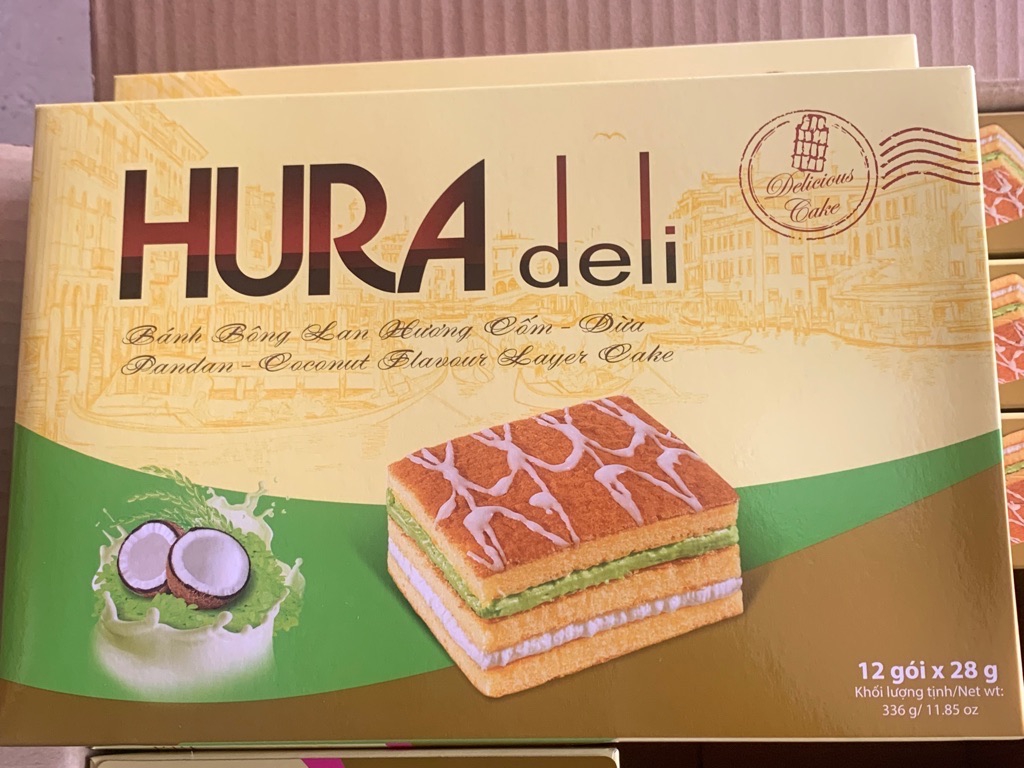 HURA deli
Delicious
Cake
Bánh Bông Lan Hương Cốm - Dừa
Pandan - Coconut Flavour Layer Cake
12 gói x 28 g
Khối lượng tịnh/Net wt:
336 g/ 11.85 oz